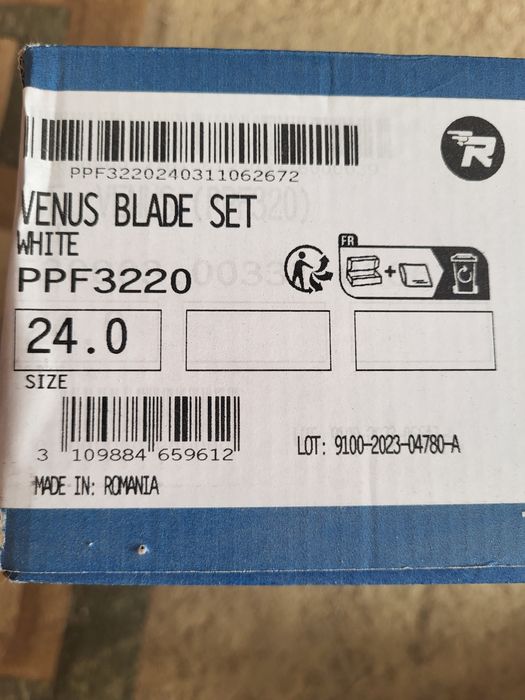 R
PPF3220240311062672
VENUS BLADE SET
WHITE
PPF3220
FR
24.0
SIZE
3 109884 659612
LOT: 9100-2023-04780-A
MADE IN: ROMANIA